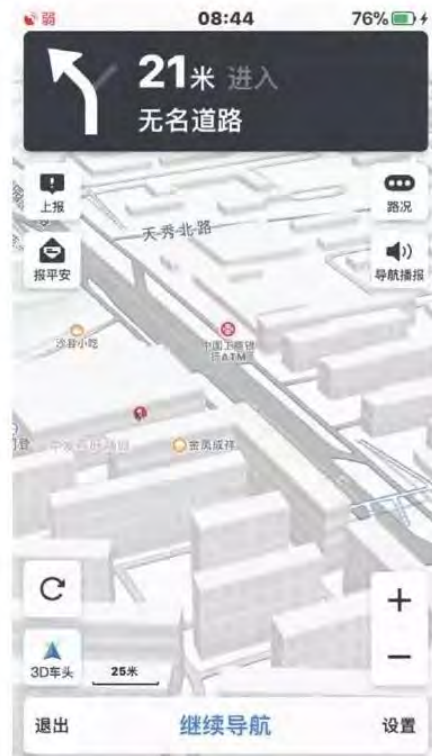 弱
08:44
76%
21米 进入
无名道路
上报
路况
天秀北路
报平安
导航播报
沙县小吃
中国工商银
行ATM
金凤成祥
3D车头
25米
退出
继续导航
设置